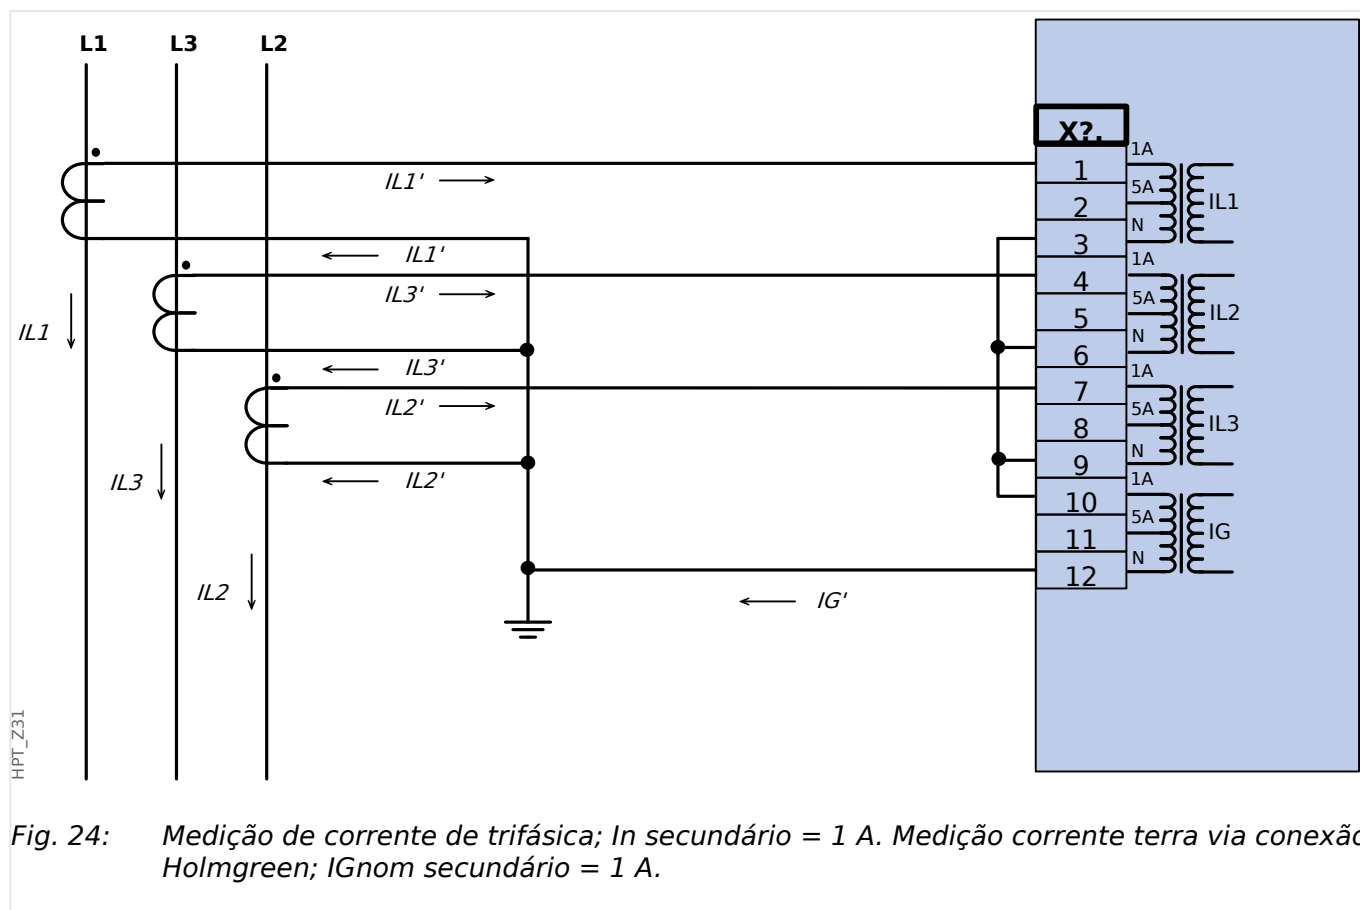 L1 L3 L2
X?.
1A
1
IL1'
5A
IL1
2
N
3
IL1'
1A
4
IL3'
5A
IL2
5
IL1
N
6
IL3'
1A
7
IL2'
5A
IL3
8
N
9
IL3
IL2'
1A
10
5A
IG
11
N
12
IL2
IG'
HPT_Z31
Fig. 24: Medição de corrente de trifásica; In secundário = 1 A. Medição corrente terra via conexão
Holmgreen; IGnom secundário = 1 A.